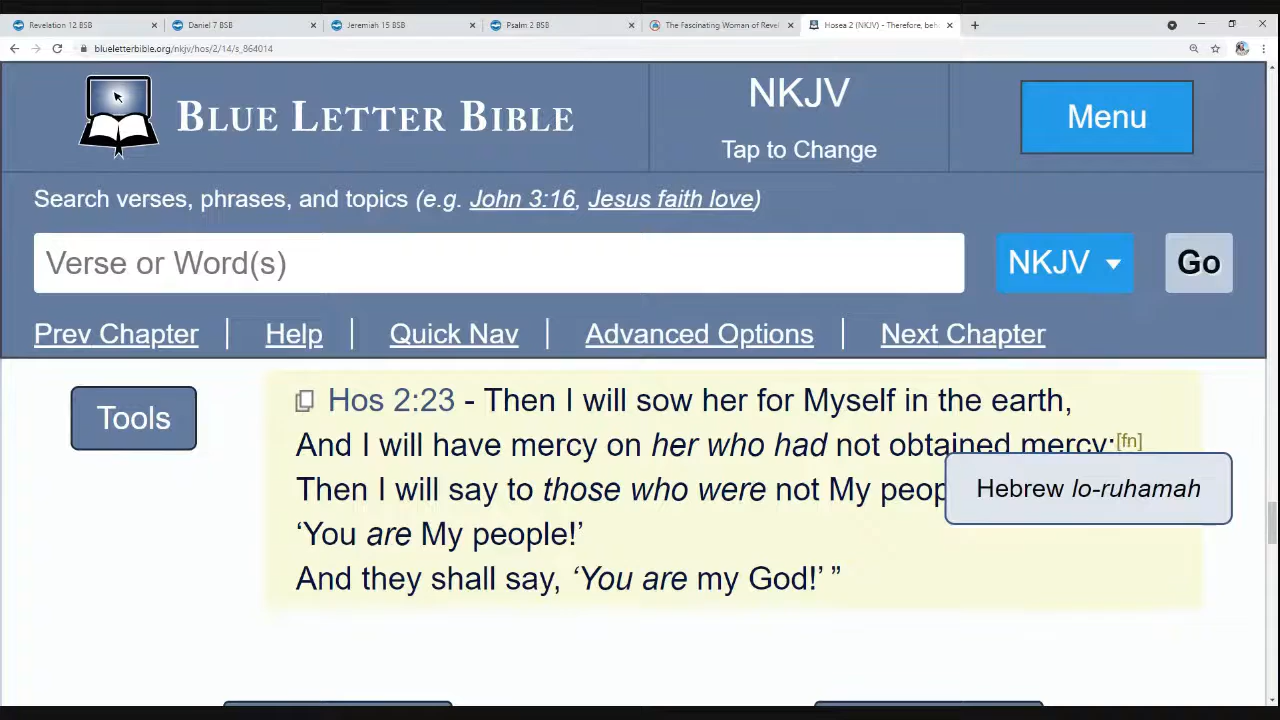 Revelation 12 BSB × Daniel 7 BSB × Jeremiah 15 BSB × Psalm 2 BSB × The Fascinating Woman of Revel × Hosea 2 (NKJV) - Therefore, beh × +
blueletterbible.org/nkjv/hos/2/14/s_864014
BLUE LETTER BIBLE
NKJV
Tap to Change
Menu
Search verses, phrases, and topics (e.g. John 3:16, Jesus faith love)
Verse or Word(s)
NKJV
Go
Prev Chapter | Help | Quick Nav | Advanced Options | Next Chapter
Tools
Hos 2:23 - Then I will sow her for Myself in the earth,
And I will have mercy on her who had not obtained mercy;[fn]
Then I will say to those who were not My peop
Hebrew lo-ruhamah
‘You are My people!’
And they shall say, ‘You are my God!’ ”